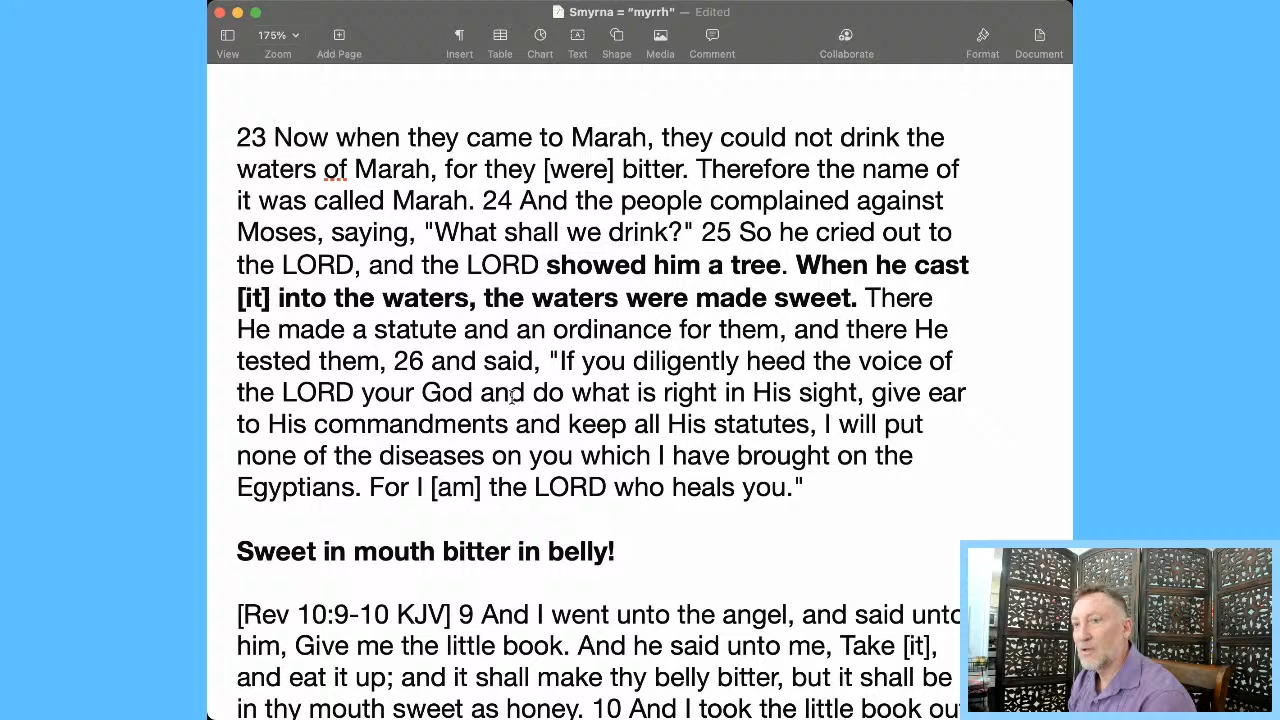 Smyrna = "myrrh" — Edited
175%
View
Zoom
Add Page
Insert
Table
Chart
Text
Shape
Media
Comment
Collaborate
Format
Document
23 Now when they came to Marah, they could not drink the
waters of Marah, for they [were] bitter. Therefore the name of
it was called Marah. 24 And the people complained against
Moses, saying, "What shall we drink?" 25 So he cried out to
the LORD, and the LORD showed him a tree. When he cast
[it] into the waters, the waters were made sweet. There
He made a statute and an ordinance for them, and there He
tested them, 26 and said, "If you diligently heed the voice of
the LORD your God and do what is right in His sight, give ear
to His commandments and keep all His statutes, I will put
none of the diseases on you which I have brought on the
Egyptians. For I [am] the LORD who heals you."
Sweet in mouth bitter in belly!
[Rev 10:9-10 KJV] 9 And I went unto the angel, and said unto
him, Give me the little book. And he said unto me, Take [it],
and eat it up; and it shall make thy belly bitter, but it shall be
in thy mouth sweet as honey. 10 And I took the little book out